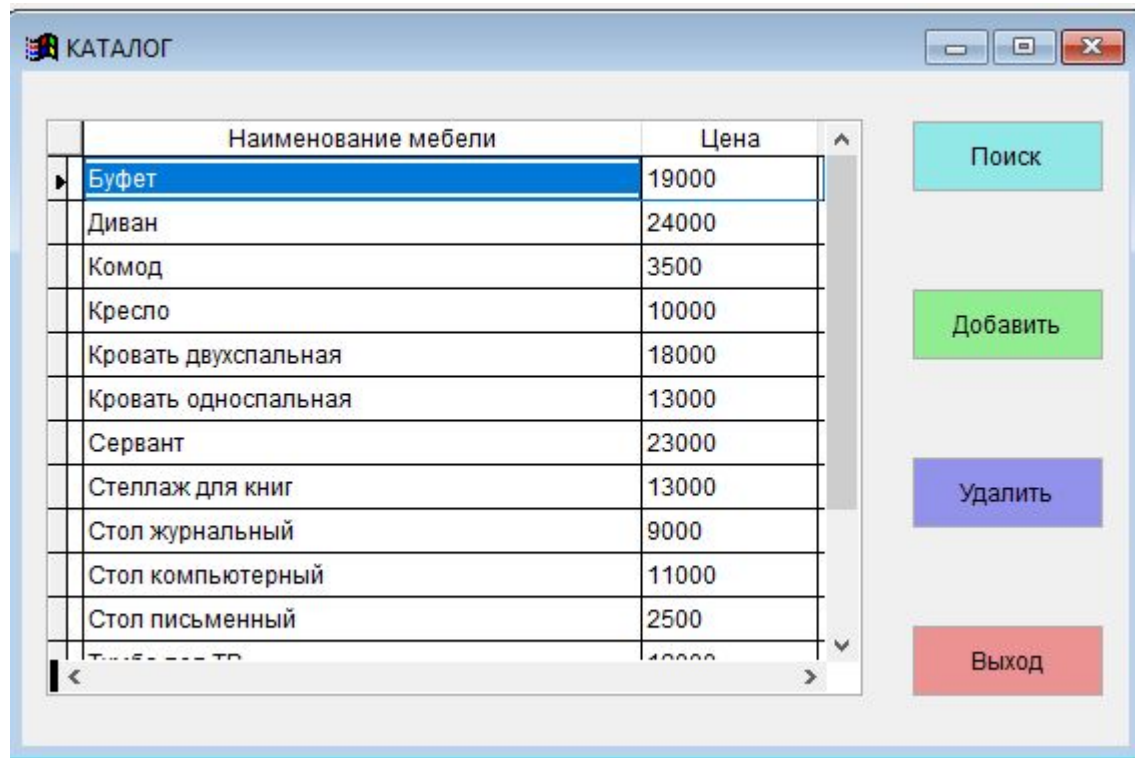 КАТАЛОГ
Наименование мебели Цена
Буфет 19000
Диван 24000
Комод 3500
Кресло 10000
Кровать двухспальная 18000
Кровать односпальная 13000
Сервант 23000
Стеллаж для книг 13000
Стол журнальный 9000
Стол компьютерный 11000
Стол письменный 2500
Поиск
Добавить
Удалить
Выход